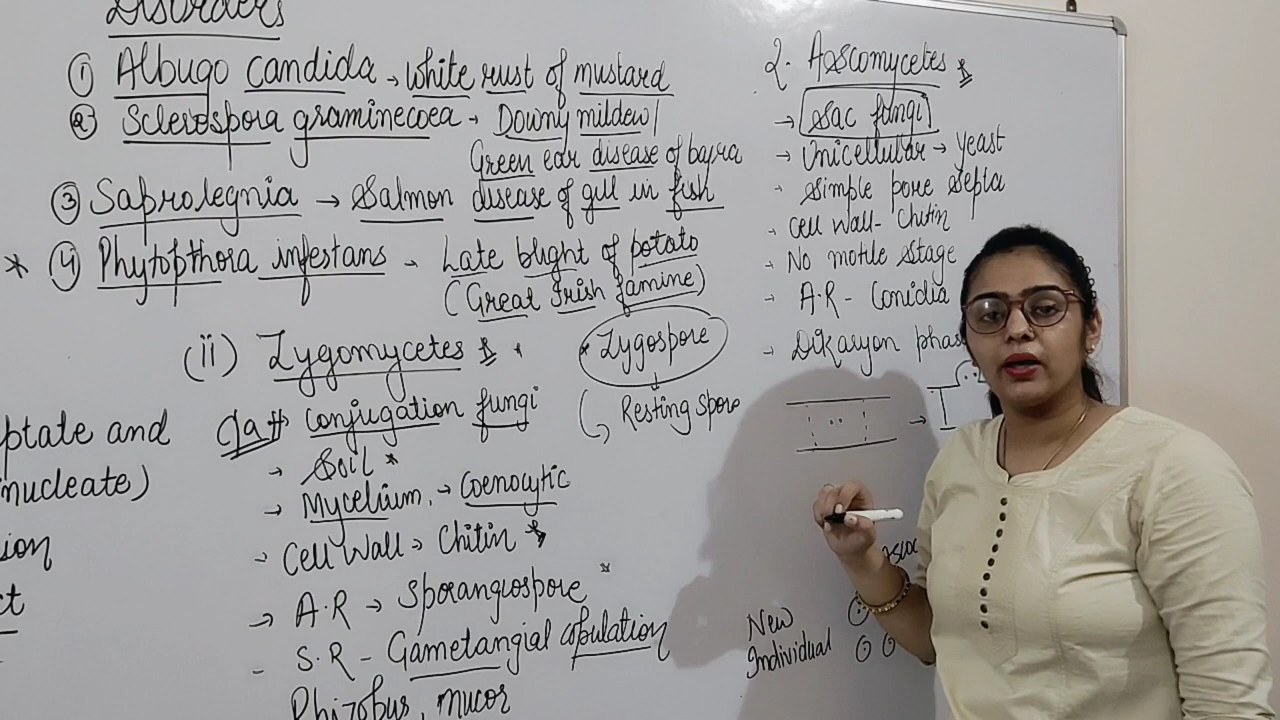 Disorders
① Albugo candida → White rust of mustard
② Sclerospora graminecoea - Downy mildew /
Green ear disease of bajra
③ Saprolegnia → Salmon disease of gill in fish
④ Phytopthora infestans - Late blight of potato
(Great Irish famine)
(ii) Zygomycetes
Zygospore
Resting spore
conjugation fungi
→ Soil
→ Mycelium → Coenocytic
- Cell Wall → Chitin
→ A.R → Sporangiospore
- S.R - Gametangial copulation
Rhizobus, mucor
ptate and
nucleate)
ion
ct
2. Ascomycetes
→ Sac fungi
→ Unicellular → yeast
- Simple pore septa
- Cell wall - Chitin
- No motile stage
- A.R - Conidia
- Dikaryon phas
New
Individual